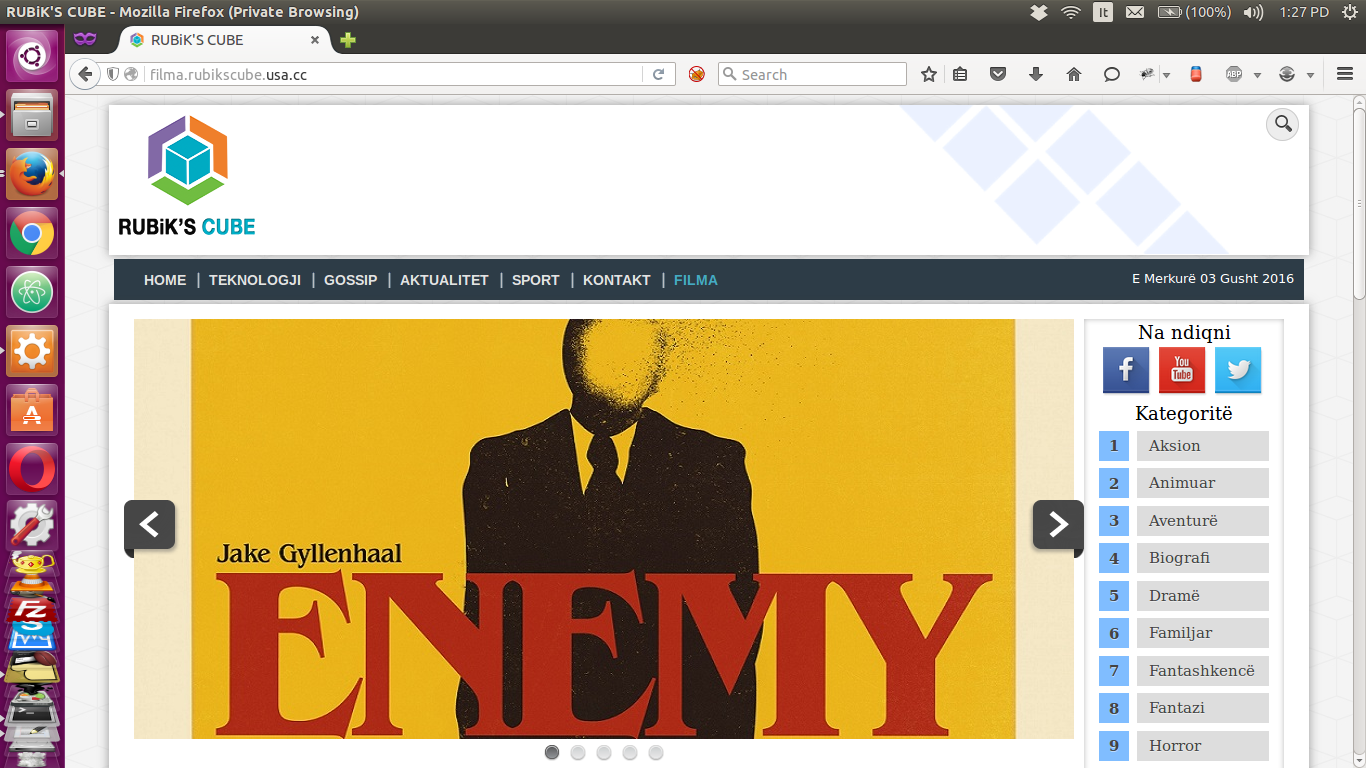 RUBiK'S CUBE - Mozilla Firefox (Private Browsing)
It
(100%)
1:27 PD
RUBiK'S CUBE
filma.rubikscube.usa.cc
Search
ABP
RUBiK'S CUBE
HOME | TEKNOLOGJI | GOSSIP | AKTUALITET | SPORT | KONTAKT | FILMA
E Merkurë 03 Gusht 2016
Jake Gyllenhaal
ENEMY
Na ndiqni
f
You Tube
Kategoritë
1 Aksion
2 Animuar
3 Aventurë
4 Biografi
5 Dramë
6 Familjar
7 Fantashkencë
8 Fantazi
9 Horror
A
FZ
S